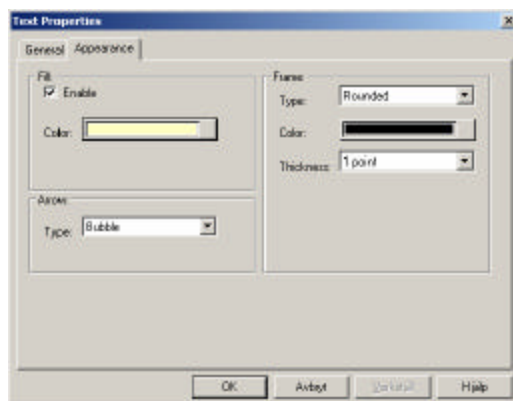 Text Properties
General Appearance
Fill
Enable
Color:
Frame
Type: Rounded
Color:
Thickness: 1 point
Arrow
Type: Bubble
OK Avbryt Verkställ Hjälp